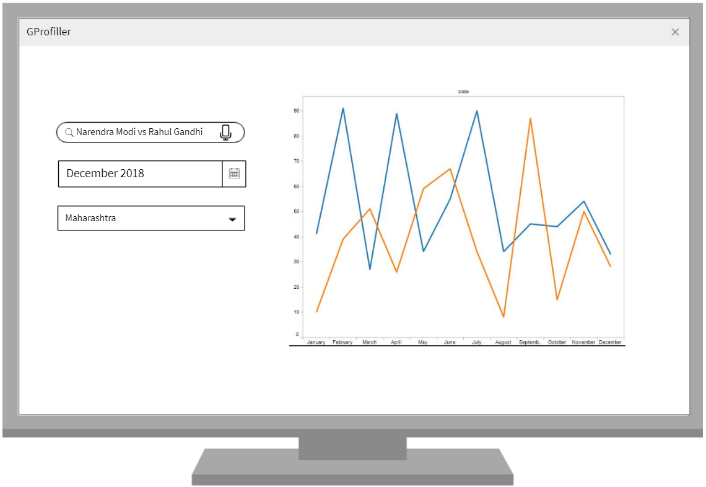 GProfiller
Narendra Modi vs Rahul Gandhi
December 2018
Maharashtra
Date
90
80
70
60
50
40
30
20
10
0
January February March April May June July August Septemb.. October November December